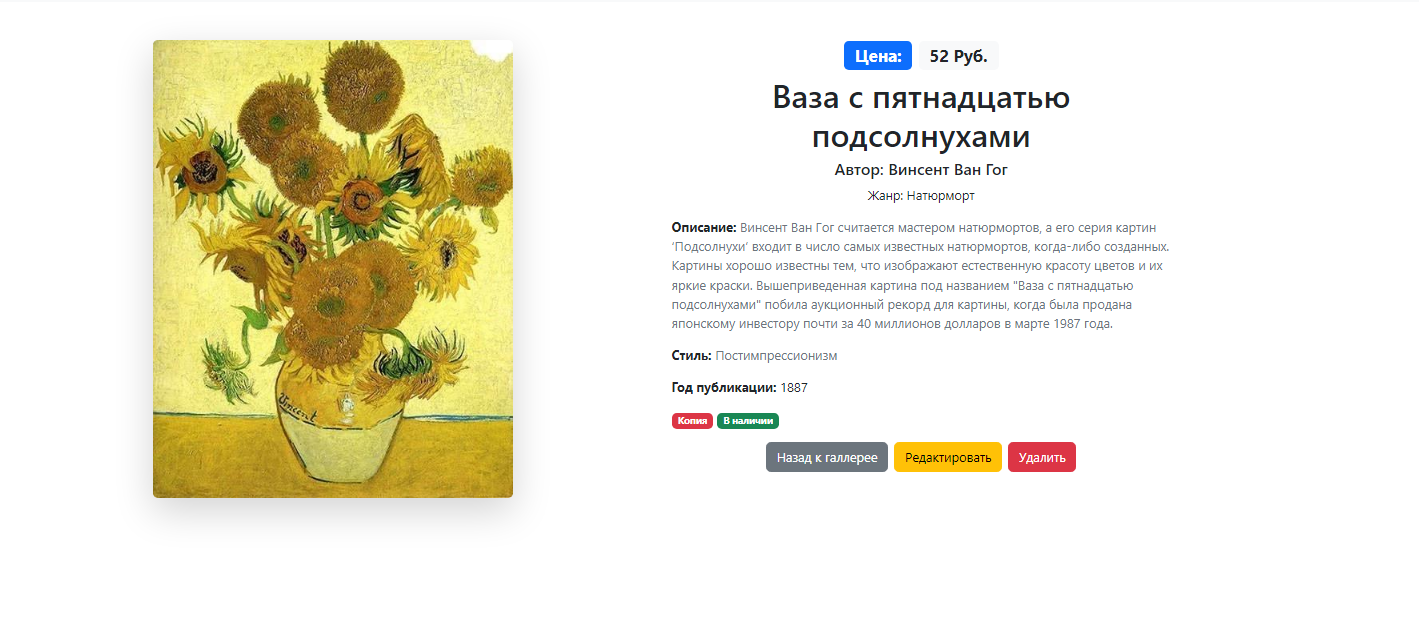 Цена: 52 Руб.
Ваза с пятнадцатью
подсолнухами
Автор: Винсент Ван Гог
Жанр: Натюрморт
Описание: Винсент Ван Гог считается мастером натюрмортов, а его серия картин
‘Подсолнухи’ входит в число самых известных натюрмортов, когда-либо созданных.
Картины хорошо известны тем, что изображают естественную красоту цветов и их
яркие краски. Вышеприведенная картина под названием "Ваза с пятнадцатью
подсолнухами" побила аукционный рекорд для картины, когда была продана
японскому инвестору почти за 40 миллионов долларов в марте 1987 года.
Стиль: Постимпрессионизм
Год публикации: 1887
Копия В наличии
Назад к галлерее Редактировать Удалить
Vincent